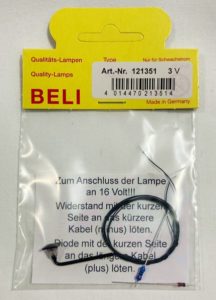 Qualitäts-Lampen Type Nur für Schwachstrom
Art.-Nr. 121351 3 V
Quality-Lamps
4 014470 213514
BELI Made in Germany
Zum Anschluss der Lampe
an 16 Volt!!!
Widerstand mit der kurzen
Seite an das kürzere
Kabel (minus) löten.
Diode mit der kurzen Seite
an das längere Kabel
(plus) löten.